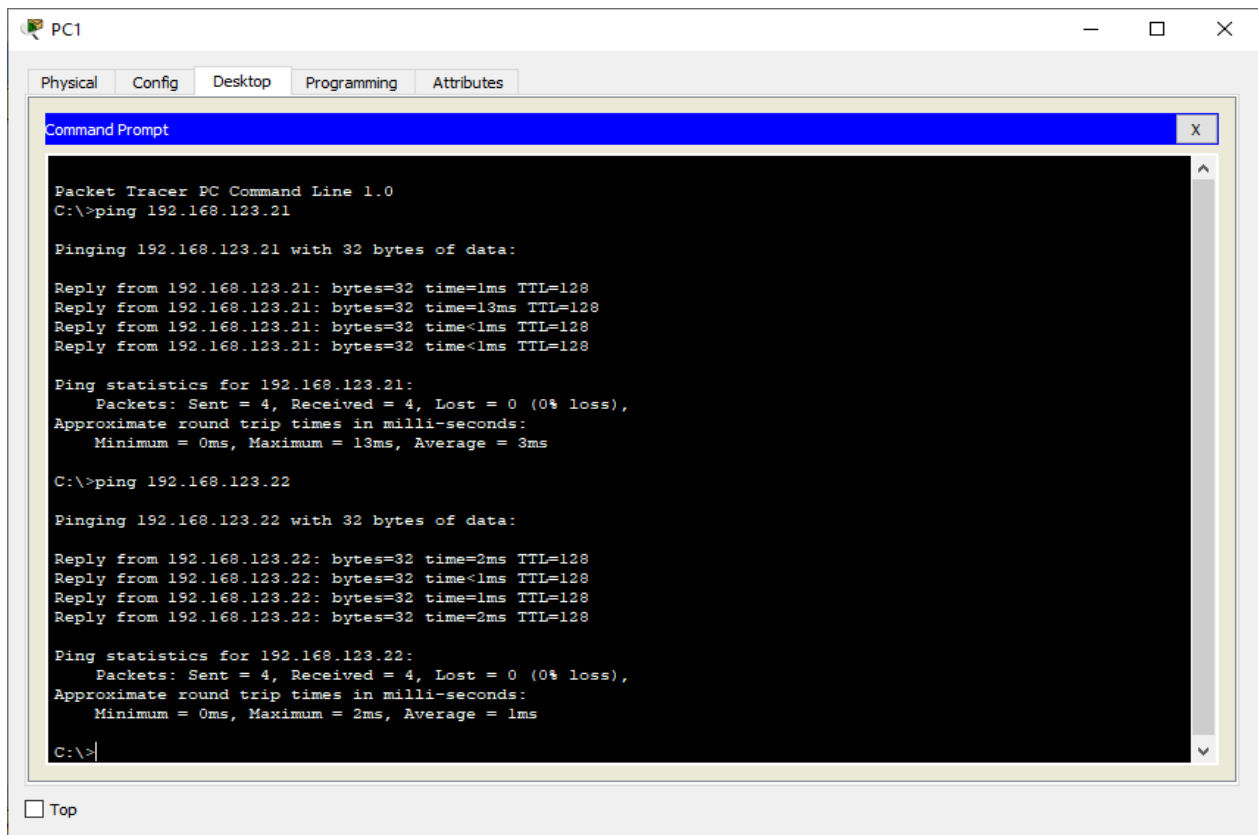 PC1
Physical Config Desktop Programming Attributes
Command Prompt X
Packet Tracer PC Command Line 1.0
C:\>ping 192.168.123.21
Pinging 192.168.123.21 with 32 bytes of data:
Reply from 192.168.123.21: bytes=32 time=1ms TTL=128
Reply from 192.168.123.21: bytes=32 time=13ms TTL=128
Reply from 192.168.123.21: bytes=32 time<1ms TTL=128
Reply from 192.168.123.21: bytes=32 time<1ms TTL=128
Ping statistics for 192.168.123.21:
Packets: Sent = 4, Received = 4, Lost = 0 (0% loss),
Approximate round trip times in milli-seconds:
Minimum = 0ms, Maximum = 13ms, Average = 3ms
C:\>ping 192.168.123.22
Pinging 192.168.123.22 with 32 bytes of data:
Reply from 192.168.123.22: bytes=32 time=2ms TTL=128
Reply from 192.168.123.22: bytes=32 time<1ms TTL=128
Reply from 192.168.123.22: bytes=32 time=1ms TTL=128
Reply from 192.168.123.22: bytes=32 time=2ms TTL=128
Ping statistics for 192.168.123.22:
Packets: Sent = 4, Received = 4, Lost = 0 (0% loss),
Approximate round trip times in milli-seconds:
Minimum = 0ms, Maximum = 2ms, Average = 1ms
C:\>
Top